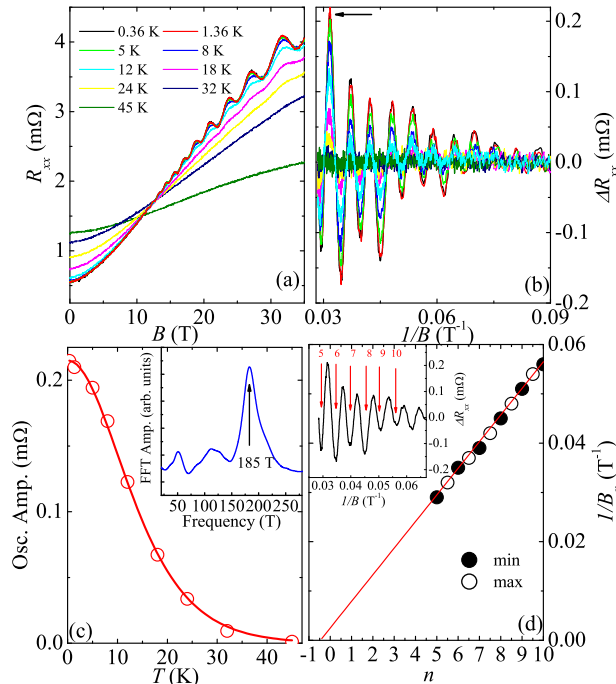 4
3
2
1
R_xx (mΩ)
0.36 K 1.36 K
5 K 8 K
12 K 18 K
24 K 32 K
45 K
(a)
0 10 20 30
B (T)
0.2
0.1
0.0
-0.1
-0.2
ΔR_xx (mΩ)
(b)
0.03 0.05 0.07 0.09
1/B (T⁻¹)
0.2
0.1
0.0
Osc. Amp. (mΩ)
FFT Amp. (arb. units)
185 T
50 100 150 200 250
Frequency (T)
(c)
0 10 20 30 40
T (K)
5 6 7 8 9 10
0.2
0.1
0.0
-0.1
-0.2
ΔR_xx (mΩ)
0.03 0.04 0.05 0.06
1/B (T⁻¹)
0.06
0.04
0.02
0.00
min
max
(d)
-1 0 1 2 3 4 5 6 7 8 9 10
n